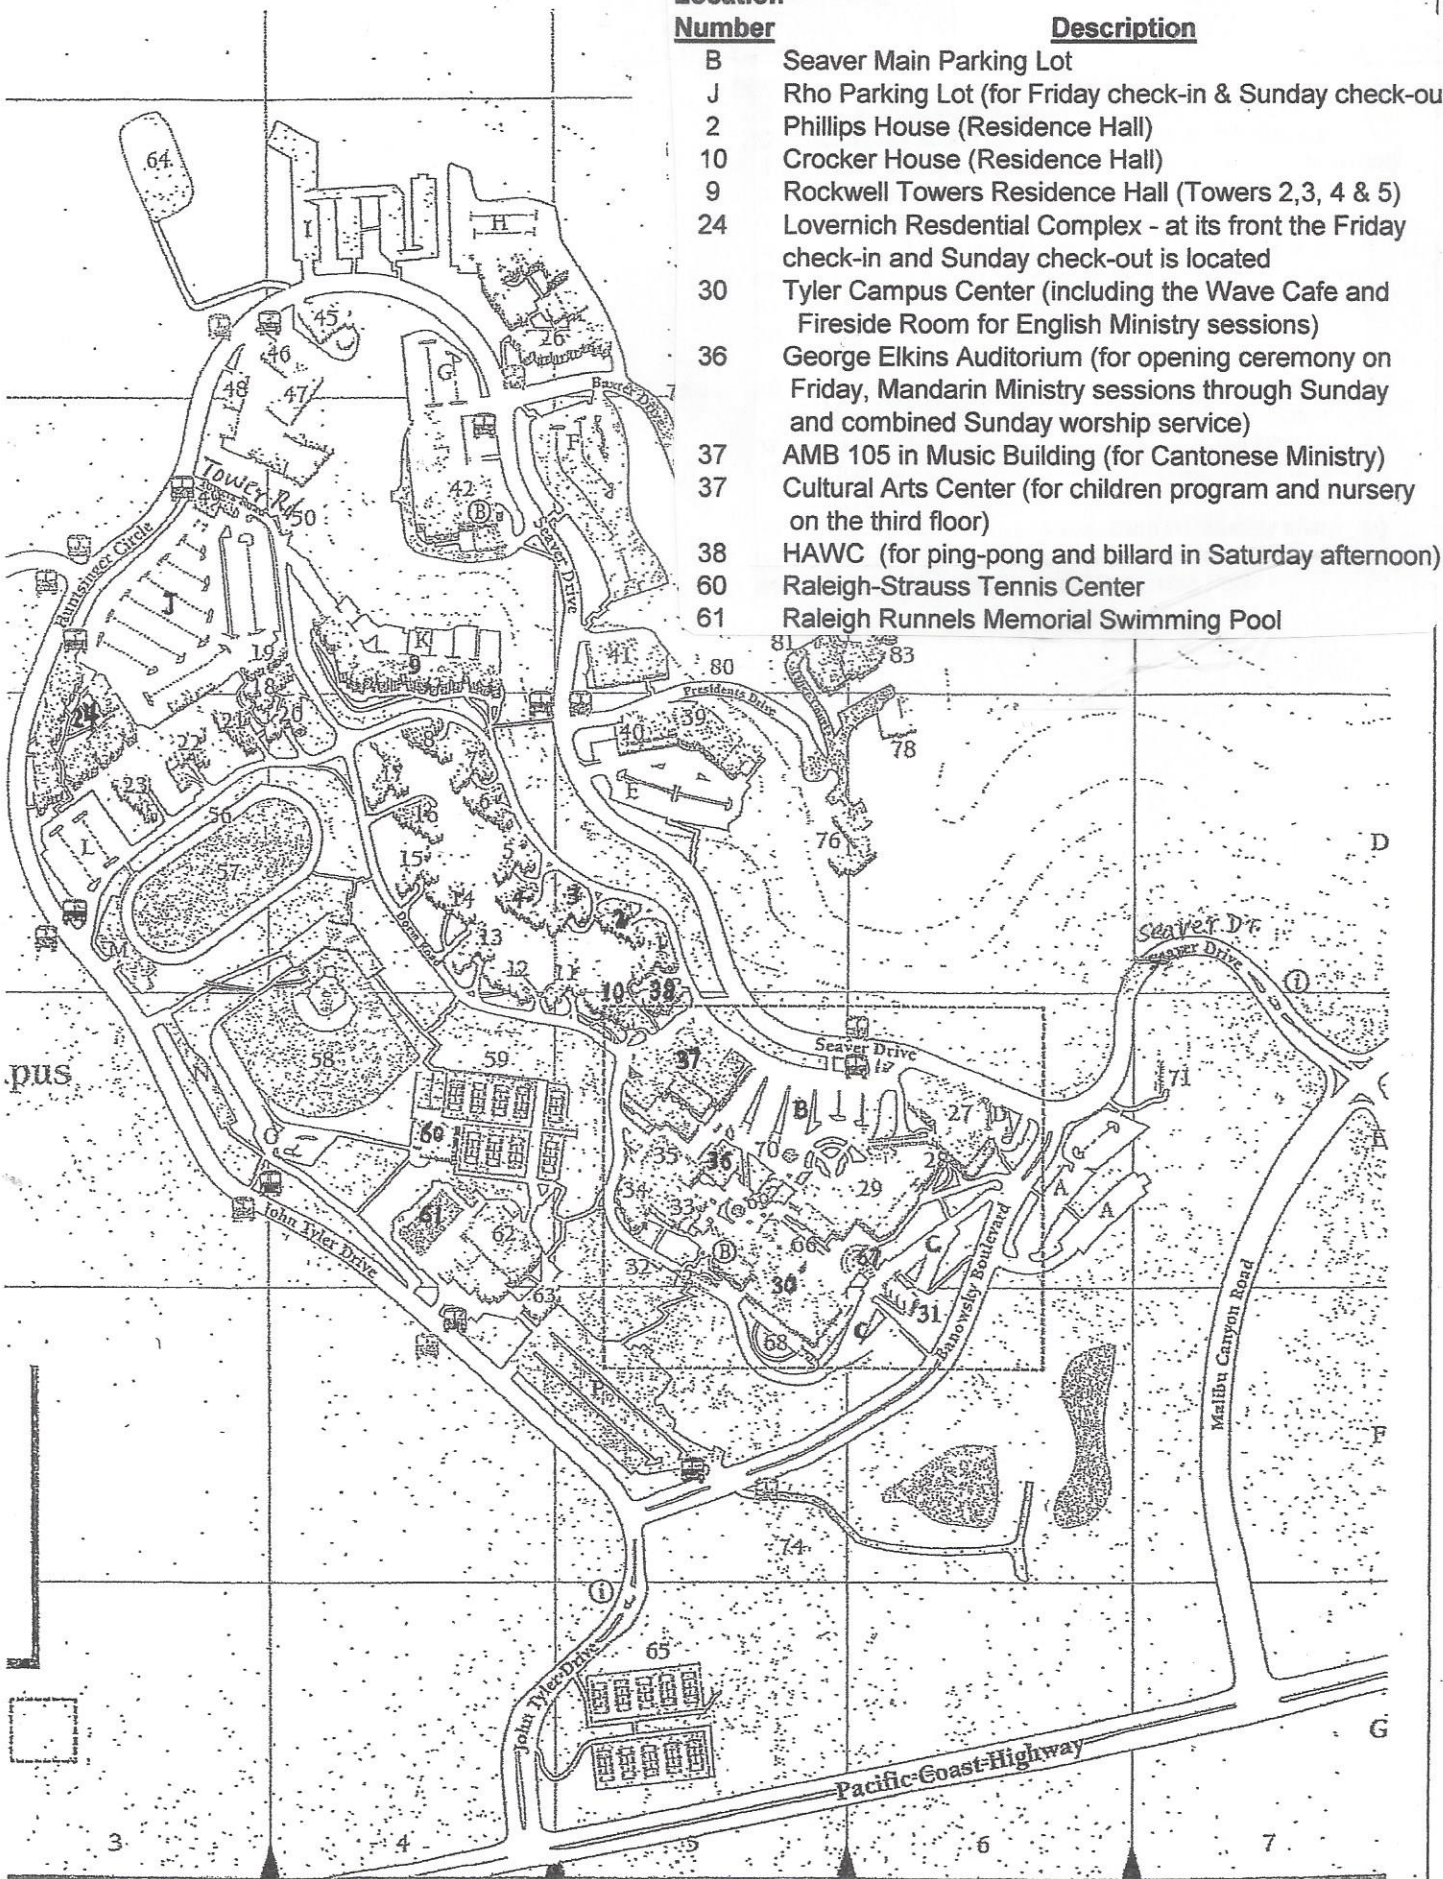 Location
Number Description
B Seaver Main Parking Lot
J Rho Parking Lot (for Friday check-in & Sunday check-ou
2 Phillips House (Residence Hall)
10 Crocker House (Residence Hall)
9 Rockwell Towers Residence Hall (Towers 2,3, 4 & 5)
24 Lovernich Resdential Complex - at its front the Friday
check-in and Sunday check-out is located
30 Tyler Campus Center (including the Wave Cafe and
Fireside Room for English Ministry sessions)
36 George Elkins Auditorium (for opening ceremony on
Friday, Mandarin Ministry sessions through Sunday
and combined Sunday worship service)
37 AMB 105 in Music Building (for Cantonese Ministry)
37 Cultural Arts Center (for children program and nursery
on the third floor)
38 HAWC (for ping-pong and billard in Saturday afternoon)
60 Raleigh-Strauss Tennis Center
61 Raleigh Runnels Memorial Swimming Pool
64
I
H
45
26
46
G
48
47
Baxter Drive
F
Tower Rd
50
42
B
Seaver Drive
J
K
9
41
80
81
83
19
18
24
21
20
22
Presidents Drive
40
39
78
8
7
17
6
23
E
56
16
L
57
15
5
76
D
14
4
3
2
Dorm Road
13
1
Seaver Dr.
Seaver Drive
i
M
12
11
10
38
pus
58
59
37
Seaver Drive
71
N
B
27
D
O
60
35
36
70
28
A
A
34
33
69
29
61
62
B
66
67
C
John Tyler Drive
32
30
31
63
C
68
Banowsky Boulevard
Malibu Canyon Road
P
F
74
i
65
John Tyler Drive
G
Pacific Coast Highway
3 4 5 6 7